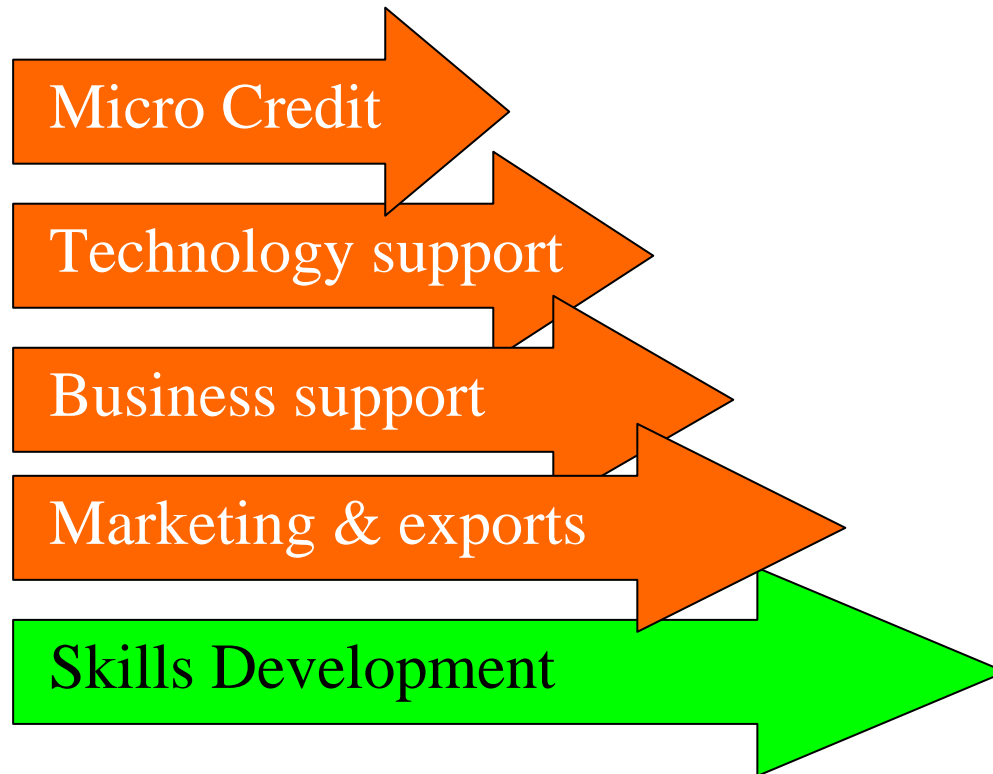 Micro Credit
Technology support
Business support
Marketing & exports
Skills Development